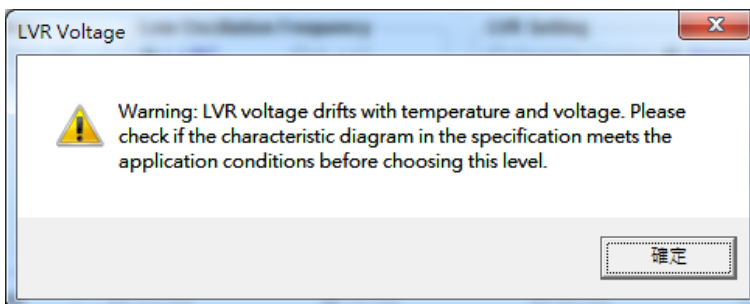 LVR Voltage
Warning: LVR voltage drifts with temperature and voltage. Please
check if the characteristic diagram in the specification meets the
application conditions before choosing this level.
確定